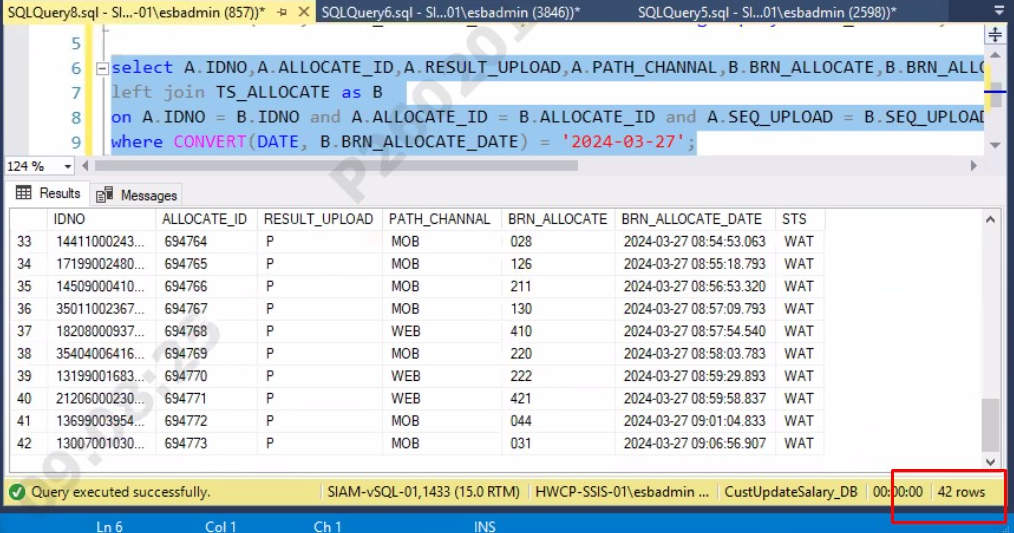 SQLQuery8.sql - SI...-01\esbadmin (857))* SQLQuery6.sql - SI...01\esbadmin (3846))* SQLQuery5.sql - SI...01\esbadmin (2598))*
5
6 select A.IDNO,A.ALLOCATE_ID,A.RESULT_UPLOAD,A.PATH_CHANNAL,B.BRN_ALLOCATE,B.BRN_ALLO
7 left join TS_ALLOCATE as B
8 on A.IDNO = B.IDNO and A.ALLOCATE_ID = B.ALLOCATE_ID and A.SEQ_UPLOAD = B.SEQ_UPLOAD
9 where CONVERT(DATE, B.BRN_ALLOCATE_DATE) = '2024-03-27';
124 %
Results Messages
IDNO ALLOCATE_ID RESULT_UPLOAD PATH_CHANNAL BRN_ALLOCATE BRN_ALLOCATE_DATE STS
33 14411000243... 694764 P MOB 028 2024-03-27 08:54:53.063 WAT
34 17199002480... 694765 P MOB 126 2024-03-27 08:55:18.793 WAT
35 14509000410... 694766 P MOB 211 2024-03-27 08:56:53.320 WAT
36 35011002367... 694767 P MOB 130 2024-03-27 08:57:09.793 WAT
37 18208000937... 694768 P WEB 410 2024-03-27 08:57:54.540 WAT
38 35404006416... 694769 P MOB 220 2024-03-27 08:58:03.783 WAT
39 13199001683... 694770 P WEB 222 2024-03-27 08:59:29.893 WAT
40 21206000230... 694771 P WEB 421 2024-03-27 08:59:58.837 WAT
41 13699003954... 694772 P MOB 044 2024-03-27 09:01:04.833 WAT
42 13007001030... 694773 P MOB 031 2024-03-27 09:06:56.907 WAT
Query executed successfully. SIAM-vSQL-01,1433 (15.0 RTM) HWCP-SSIS-01\esbadmin ... CustUpdateSalary_DB 00:00:00 42 rows
Ln 6 Col 1 Ch 1 INS